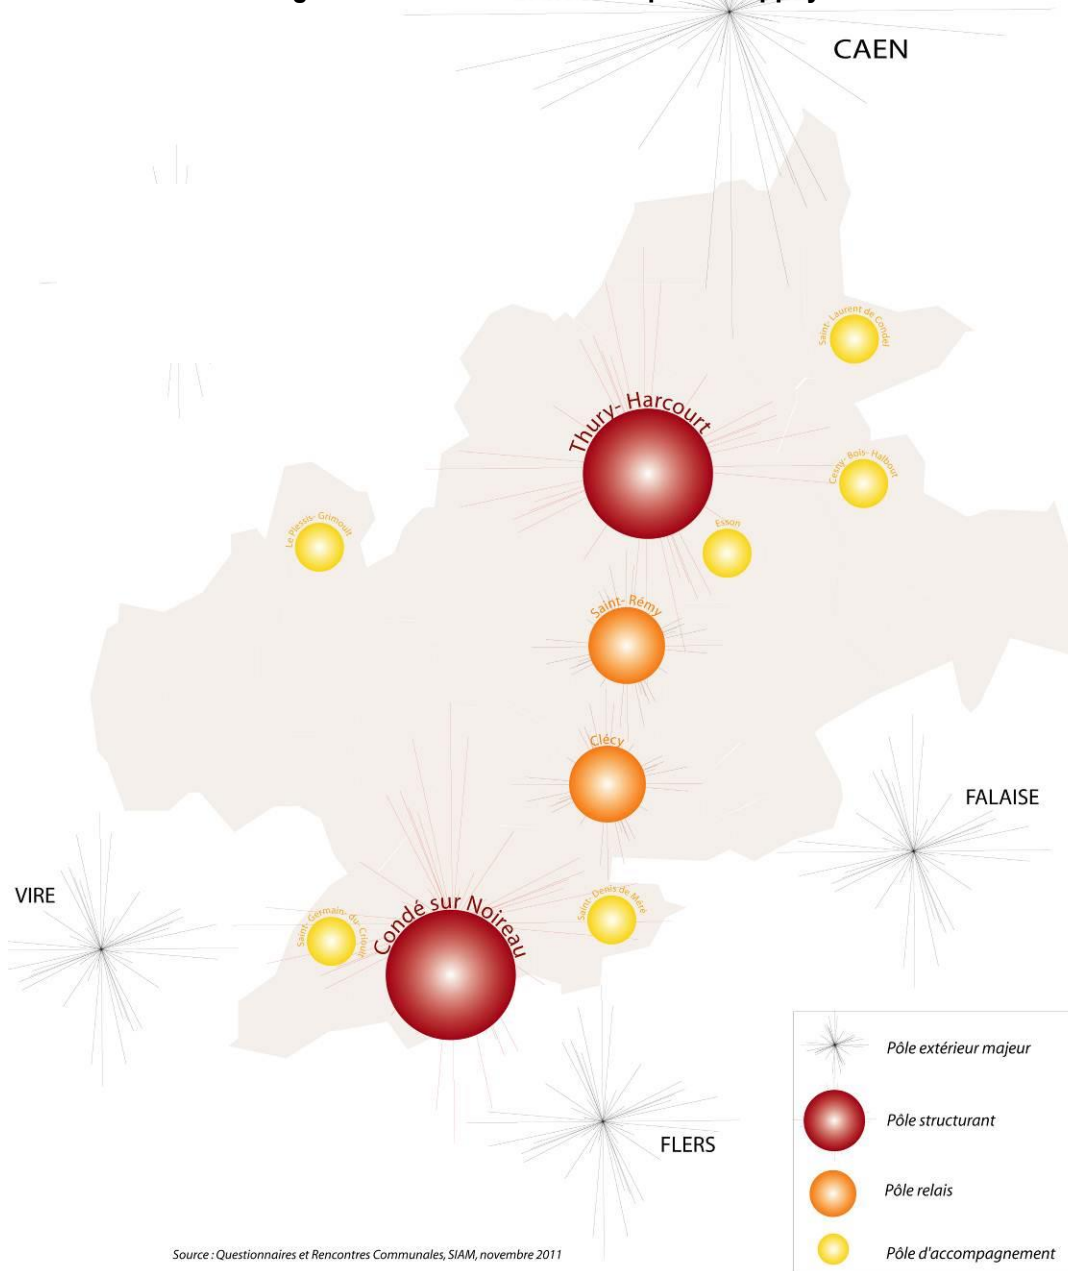 CAEN
Saint- Laurent de Condel
Thury- Harcourt
Cesny- Bois- Halbout
Le Plessis- Grimoult
Esson
Saint- Rémy
Clécy
FALAISE
VIRE
Saint- Denis de Méré
Saint- Germain- du- Crioult
Condé sur Noireau
Pôle extérieur majeur
Pôle structurant
FLERS
Pôle relais
Pôle d'accompagnement
Source : Questionnaires et Rencontres Communales, SIAM, novembre 2011